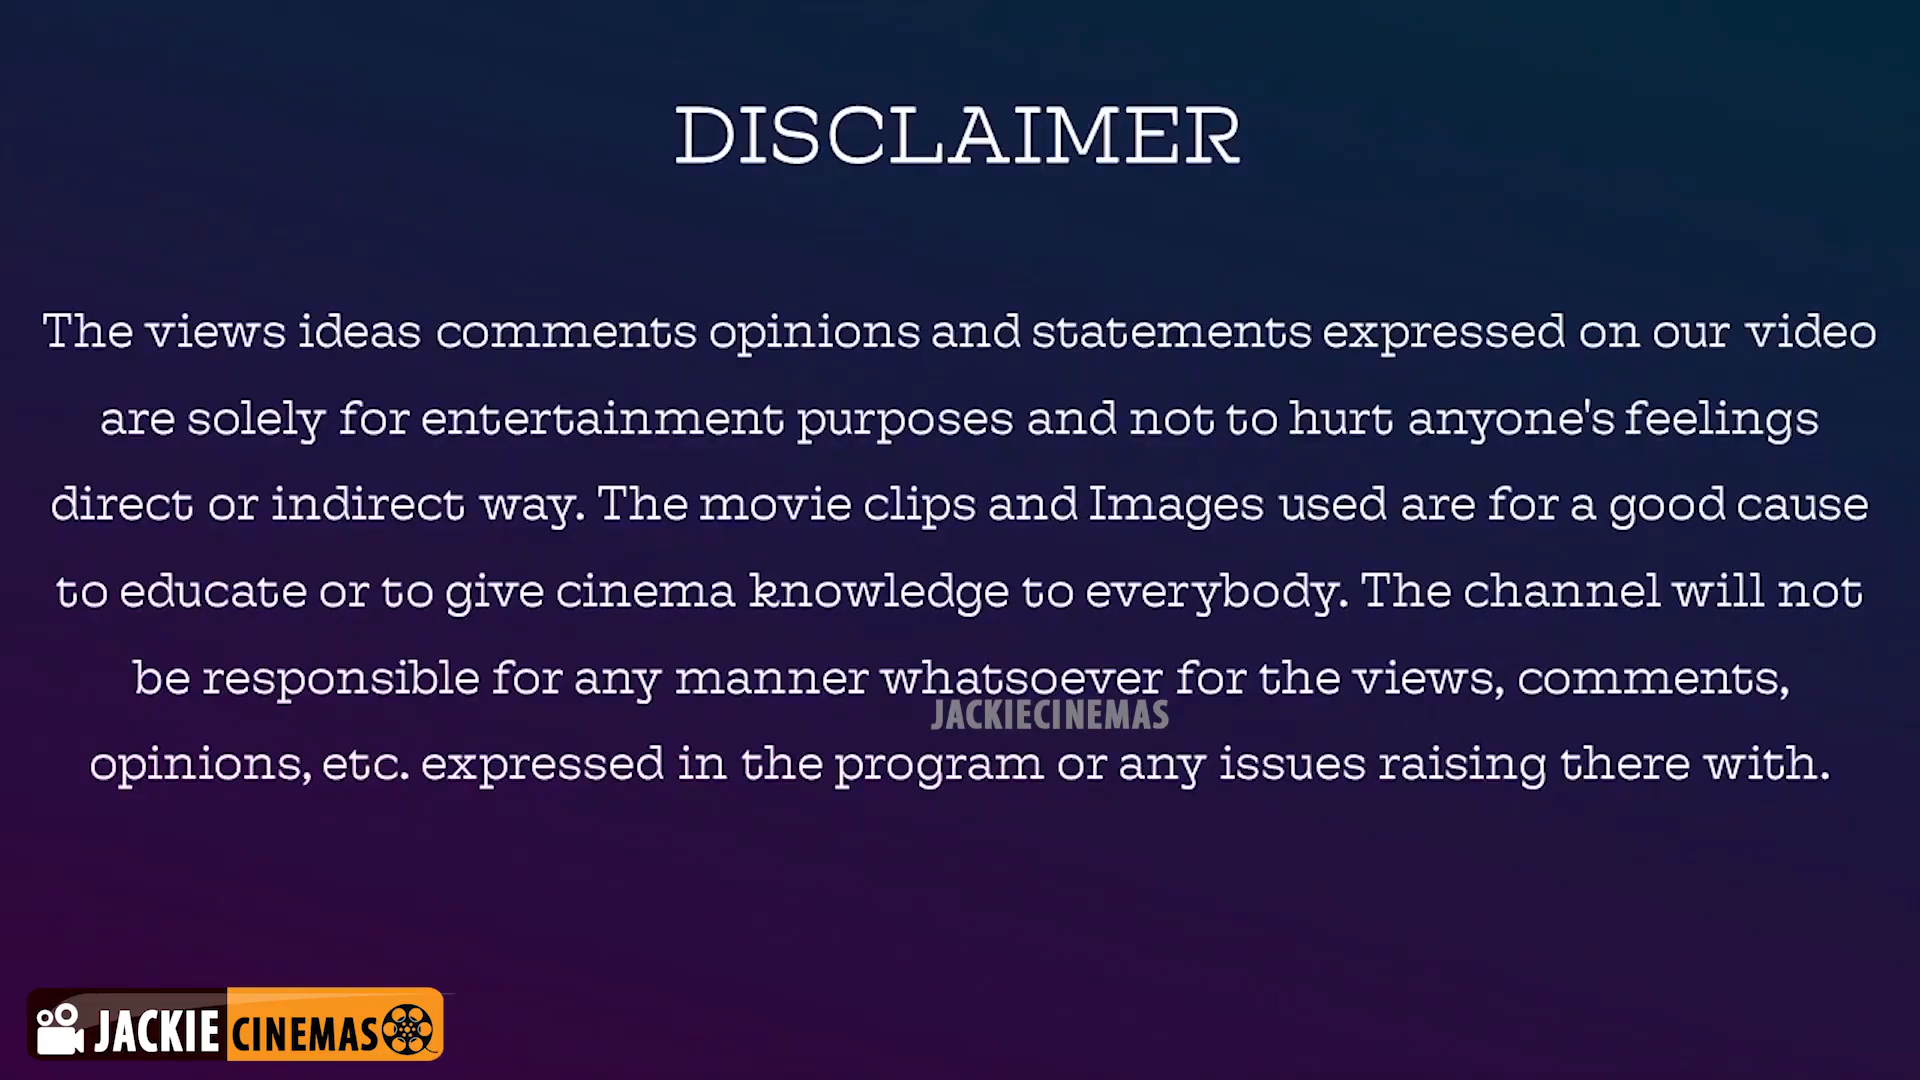 DISCLAIMER
The views ideas comments opinions and statements expressed on our video
are solely for entertainment purposes and not to hurt anyone's feelings
direct or indirect way. The movie clips and Images used are for a good cause
to educate or to give cinema knowledge to everybody. The channel will not
be responsible for any manner whatsoever for the views, comments,
JACKIECINEMAS
opinions, etc. expressed in the program or any issues raising there with.
JACKIE CINEMAS